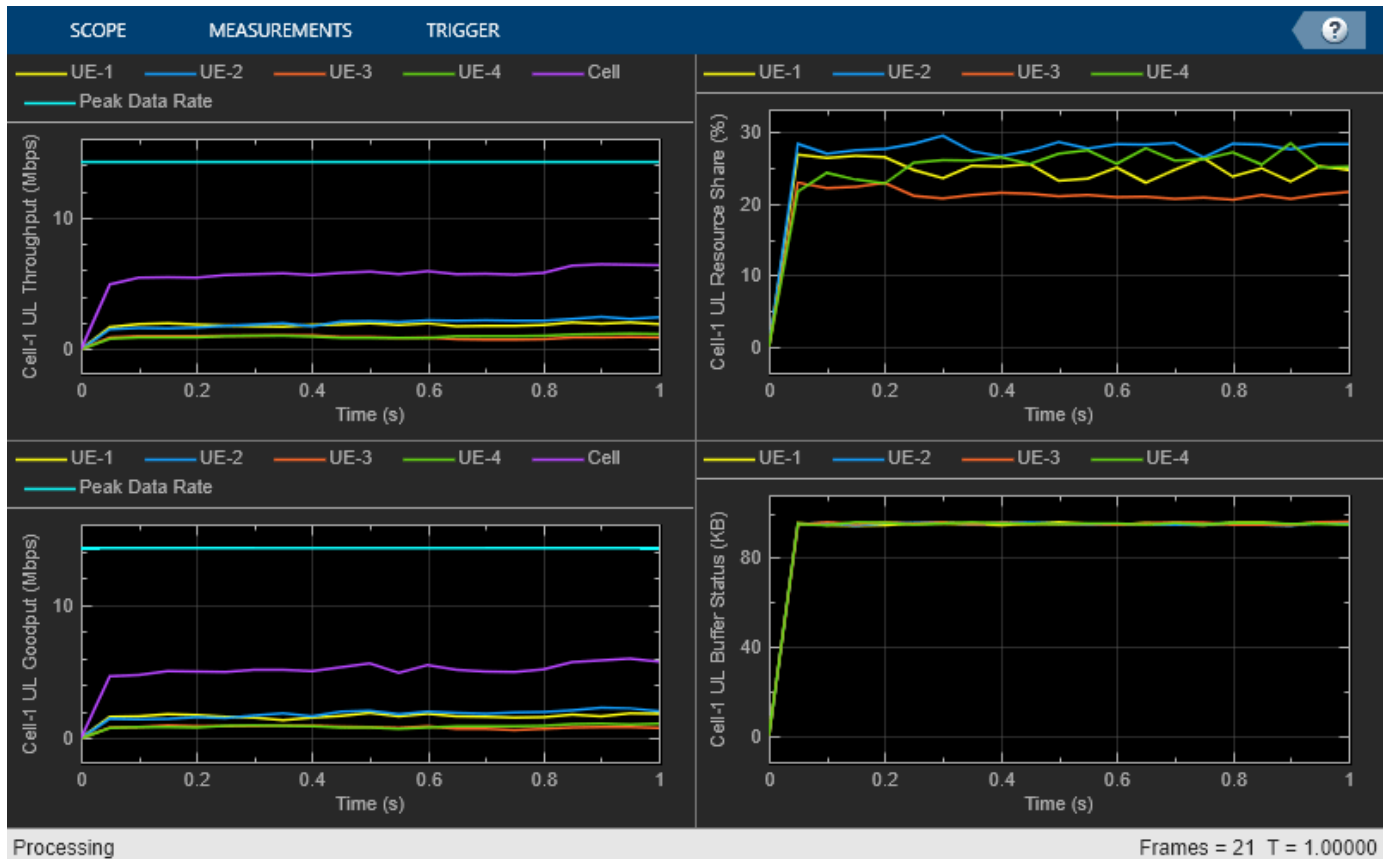 SCOPE MEASUREMENTS TRIGGER ?
UE-1 UE-2 UE-3 UE-4 Cell
Peak Data Rate
Cell-1 UL Throughput (Mbps)
10
0
0 0.2 0.4 0.6 0.8 1
Time (s)
UE-1 UE-2 UE-3 UE-4
Cell-1 UL Resource Share (%)
30
20
10
0
0 0.2 0.4 0.6 0.8 1
Time (s)
UE-1 UE-2 UE-3 UE-4 Cell
Peak Data Rate
Cell-1 UL Goodput (Mbps)
10
0
0 0.2 0.4 0.6 0.8 1
Time (s)
UE-1 UE-2 UE-3 UE-4
Cell-1 UL Buffer Status (KB)
80
40
0
0 0.2 0.4 0.6 0.8 1
Time (s)
Processing Frames = 21 T = 1.00000